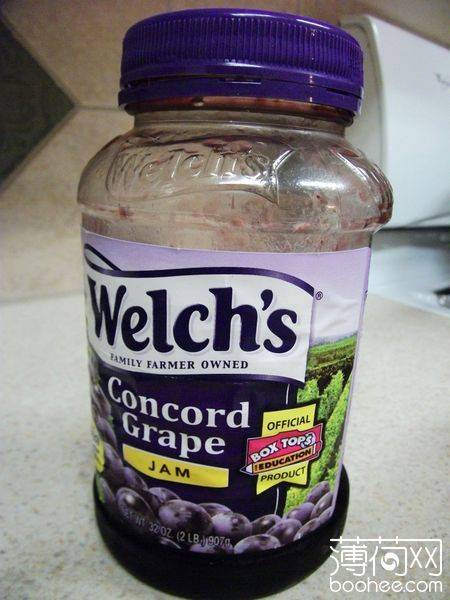 Welch's
Welch's®
FAMILY FARMER OWNED
Concord
Grape
JAM
OFFICIAL
BOX TOPS
FOR EDUCATION
PRODUCT
NET WT 32 OZ. (2 LB.) 907g
薄荷网
boohee.com